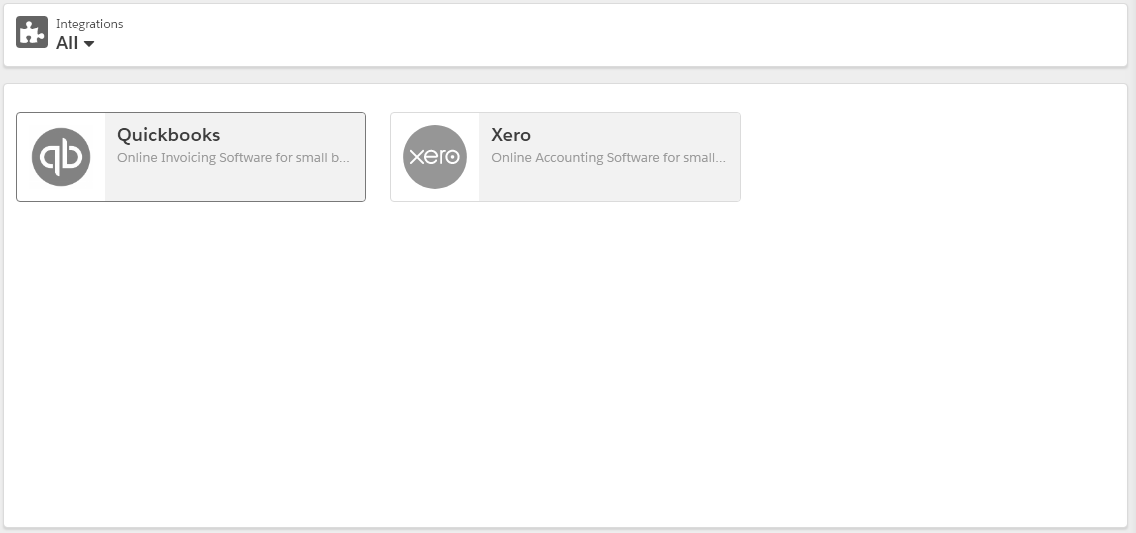 Integrations
All
qb
Quickbooks
Online Invoicing Software for small b...
xero
Xero
Online Accounting Software for small...